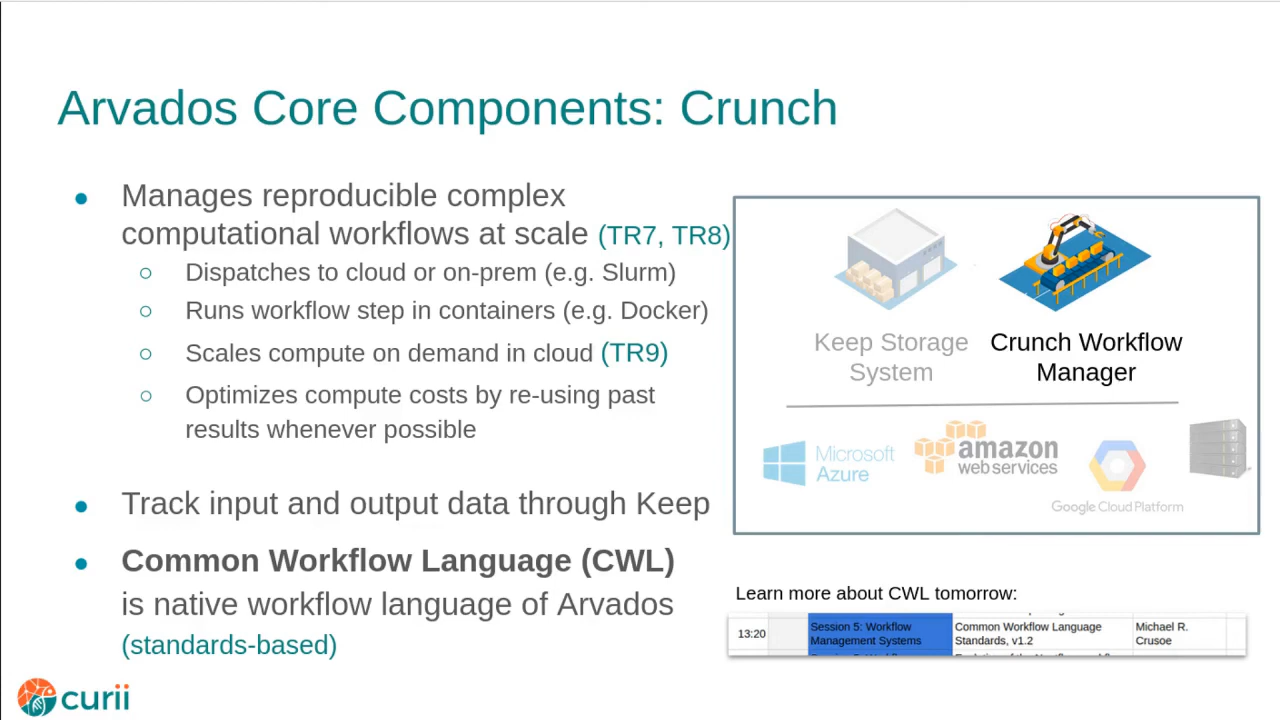 Arvados Core Components: Crunch
Manages reproducible complex
computational workflows at scale (TR7, TR8)
Dispatches to cloud or on-prem (e.g. Slurm)
Runs workflow step in containers (e.g. Docker)
Scales compute on demand in cloud (TR9)
Optimizes compute costs by re-using past
results whenever possible
Track input and output data through Keep
Common Workflow Language (CWL)
is native workflow language of Arvados
(standards-based)
Keep Storage
System
Crunch Workflow
Manager
Microsoft
Azure
amazon
web services
Google Cloud Platform
Learn more about CWL tomorrow:
13:20
Session 5: Workflow
Management Systems
Common Workflow Language
Standards, v1.2
Michael R.
Crusoe
curii